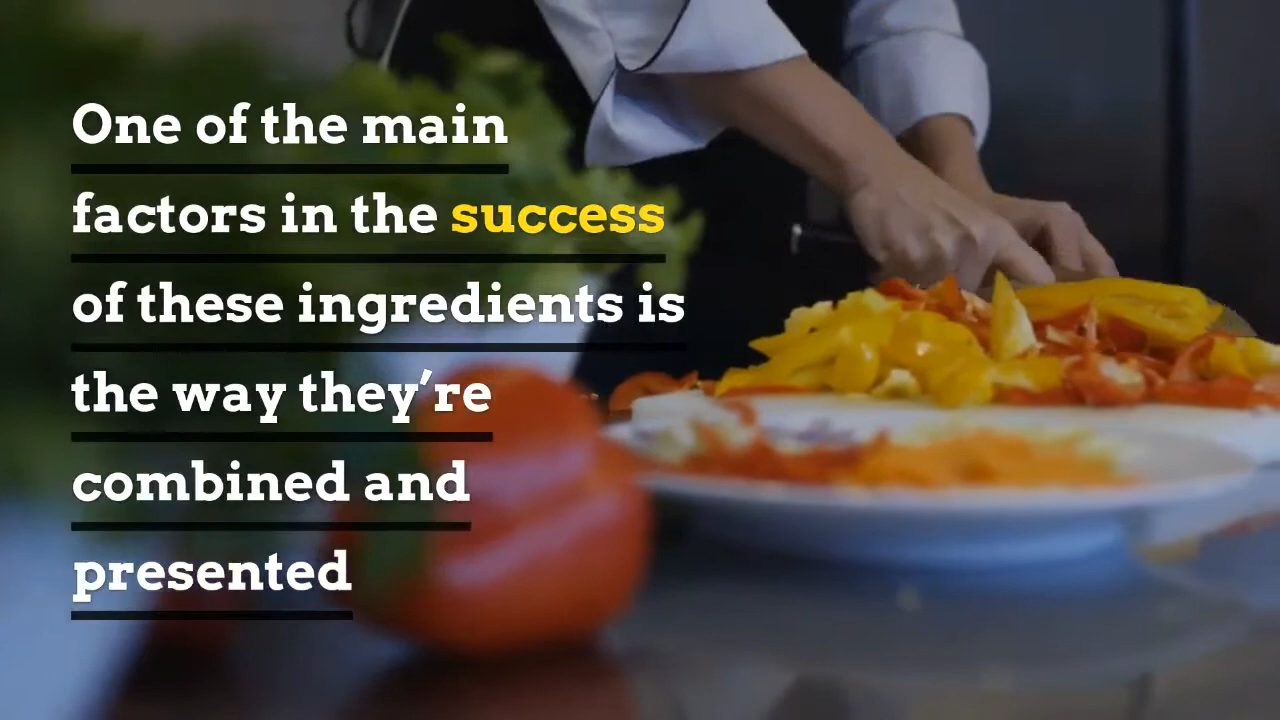 One of the main
factors in the success
of these ingredients is
the way they’re
combined and
presented